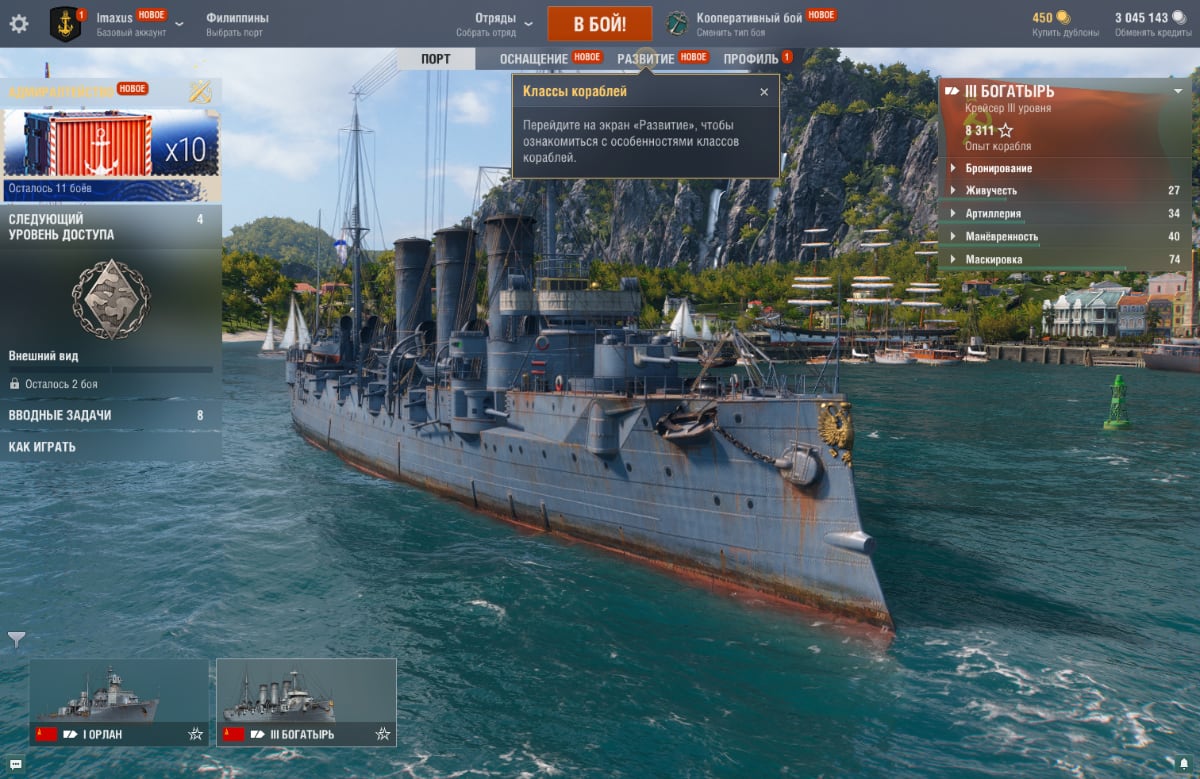 1
Imaxus НОВОЕ
Базовый аккаунт
Филиппины
Выбрать порт
Отряды
Собрать отряд
В БОЙ!
Кооперативный бой НОВОЕ
Сменить тип боя
450
Купить дублоны
3 045 143
Обменять кредиты
ПОРТ
ОСНАЩЕНИЕ НОВОЕ
РАЗВИТИЕ НОВОЕ
ПРОФИЛЬ 1
Классы кораблей
Перейдите на экран «Развитие», чтобы
ознакомиться с особенностями классов
кораблей.
АДМИРАЛТЕЙСТВО НОВОЕ
x10
Осталось 11 боёв
СЛЕДУЮЩИЙ 4
УРОВЕНЬ ДОСТУПА
Внешний вид
Осталось 2 боя
ВВОДНЫЕ ЗАДАЧИ 8
КАК ИГРАТЬ
III БОГАТЫРЬ
Крейсер III уровня
8 311
Опыт корабля
Бронирование
Живучесть 27
Артиллерия 34
Манёвренность 40
Маскировка 74
I ОРЛАН
III БОГАТЫРЬ